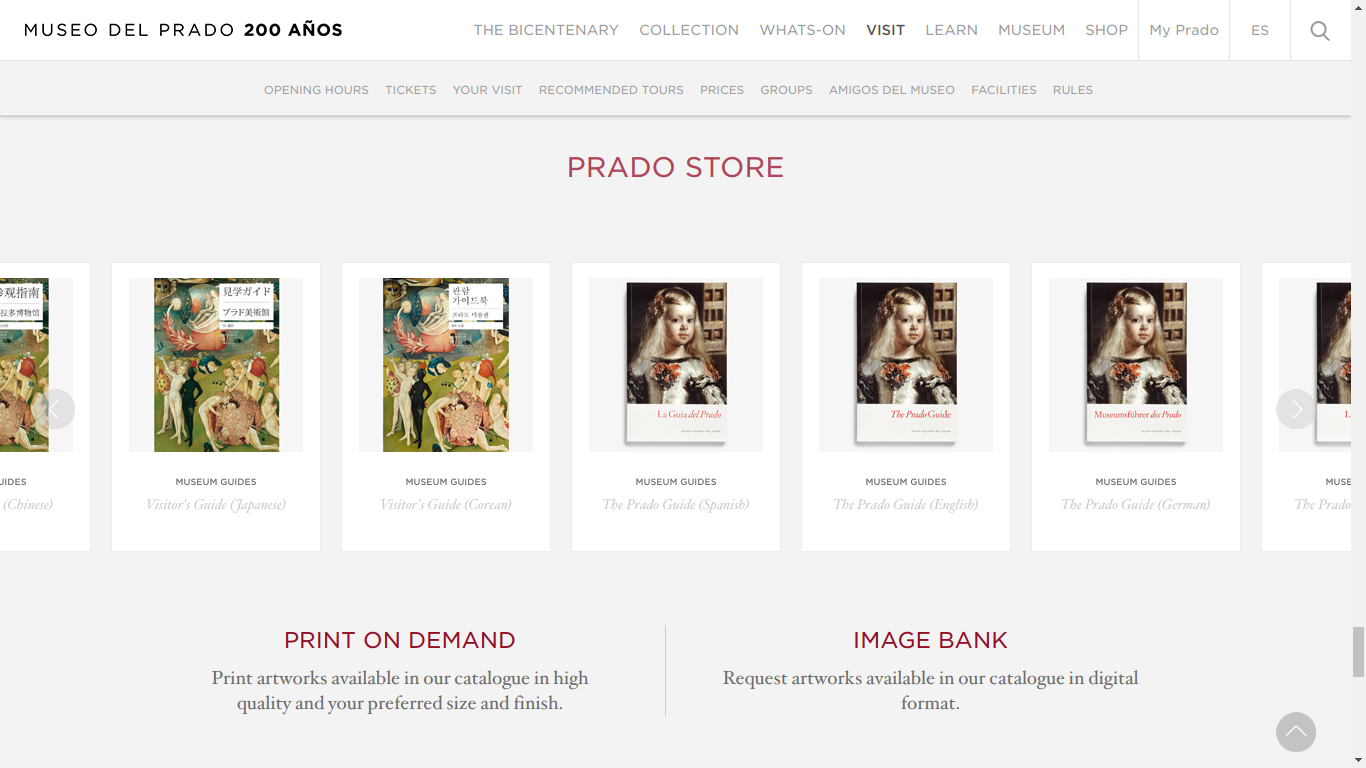 MUSEO DEL PRADO 200 AÑOS
THE BICENTENARY COLLECTION WHATS-ON VISIT LEARN MUSEUM SHOP My Prado ES
OPENING HOURS TICKETS YOUR VISIT RECOMMENDED TOURS PRICES GROUPS AMIGOS DEL MUSEO FACILITIES RULES
PRADO STORE
参观指南
拉多博物馆
見学ガイド
プラド美術館
관람
가이드북
프라도 미술관
La Guía del Prado
The Prado Guide
Museumsführer des Prado
L
UIDES
(Chinese)
MUSEUM GUIDES
Visitor's Guide (Japanese)
MUSEUM GUIDES
Visitor's Guide (Corean)
MUSEUM GUIDES
The Prado Guide (Spanish)
MUSEUM GUIDES
The Prado Guide (English)
MUSEUM GUIDES
The Prado Guide (German)
MUSE
The Prado
PRINT ON DEMAND
Print artworks available in our catalogue in high
quality and your preferred size and finish.
IMAGE BANK
Request artworks available in our catalogue in digital
format.